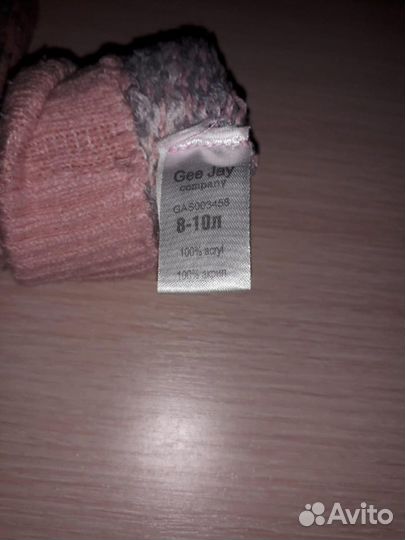 Gee Jay
company
GAS003458
8-10л
100% acryl
100% акрил
Avito